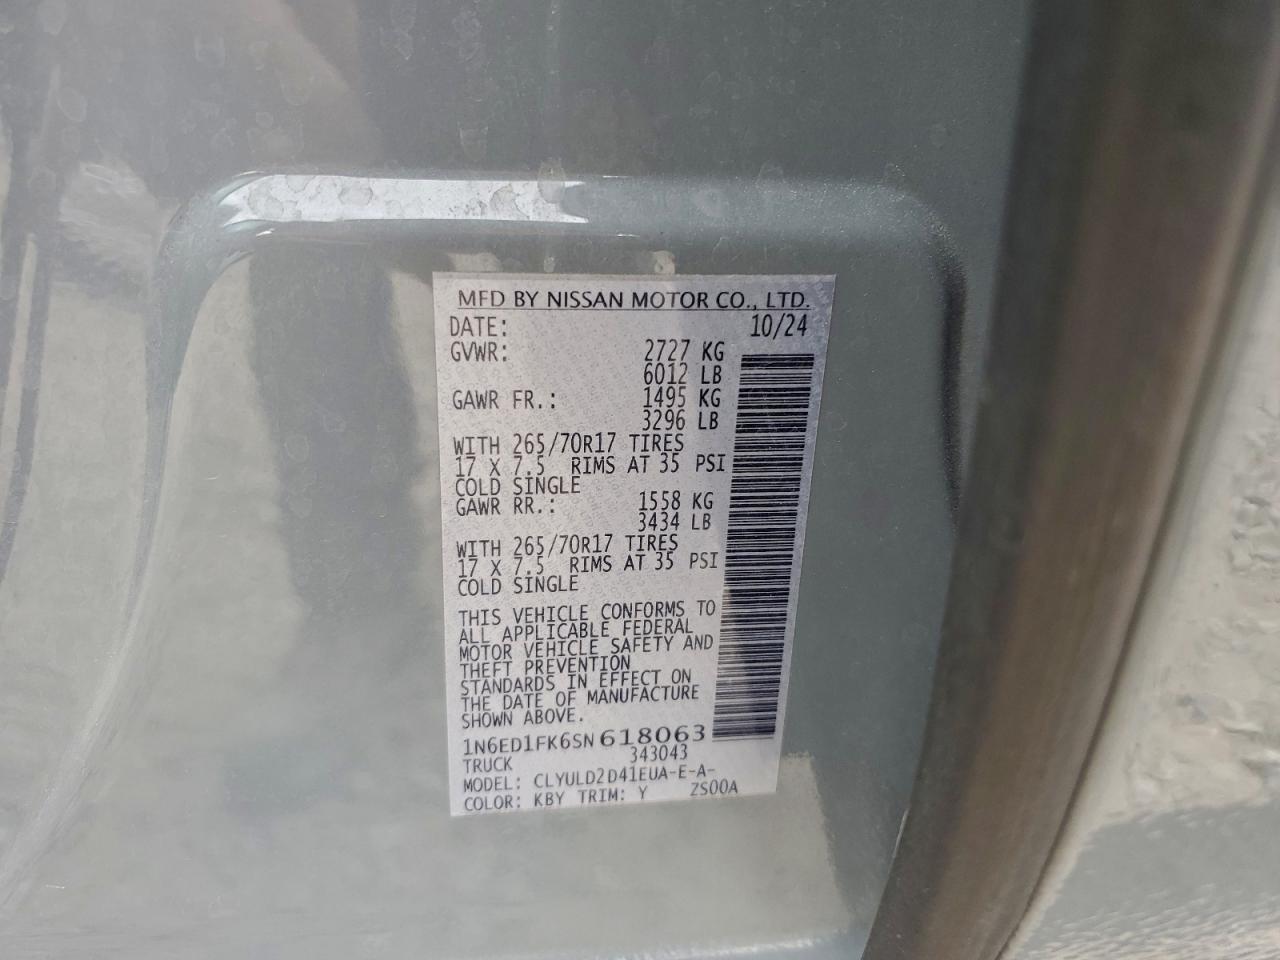 MFD BY NISSAN MOTOR CO., LTD.
DATE: 10/24
GVWR: 2727 KG
6012 LB
GAWR FR.: 1495 KG
3296 LB
WITH 265/70R17 TIRES
17 X 7.5 RIMS AT 35 PSI
COLD SINGLE
GAWR RR.: 1558 KG
3434 LB
WITH 265/70R17 TIRES
17 X 7.5 RIMS AT 35 PSI
COLD SINGLE
THIS VEHICLE CONFORMS TO
ALL APPLICABLE FEDERAL
MOTOR VEHICLE SAFETY AND
THEFT PREVENTION
STANDARDS IN EFFECT ON
THE DATE OF MANUFACTURE
SHOWN ABOVE.
1N6ED1FK6SN618063
TRUCK 343043
MODEL: CLYULD2D41EUA-E-A-
COLOR: KBY TRIM: Y ZS00A